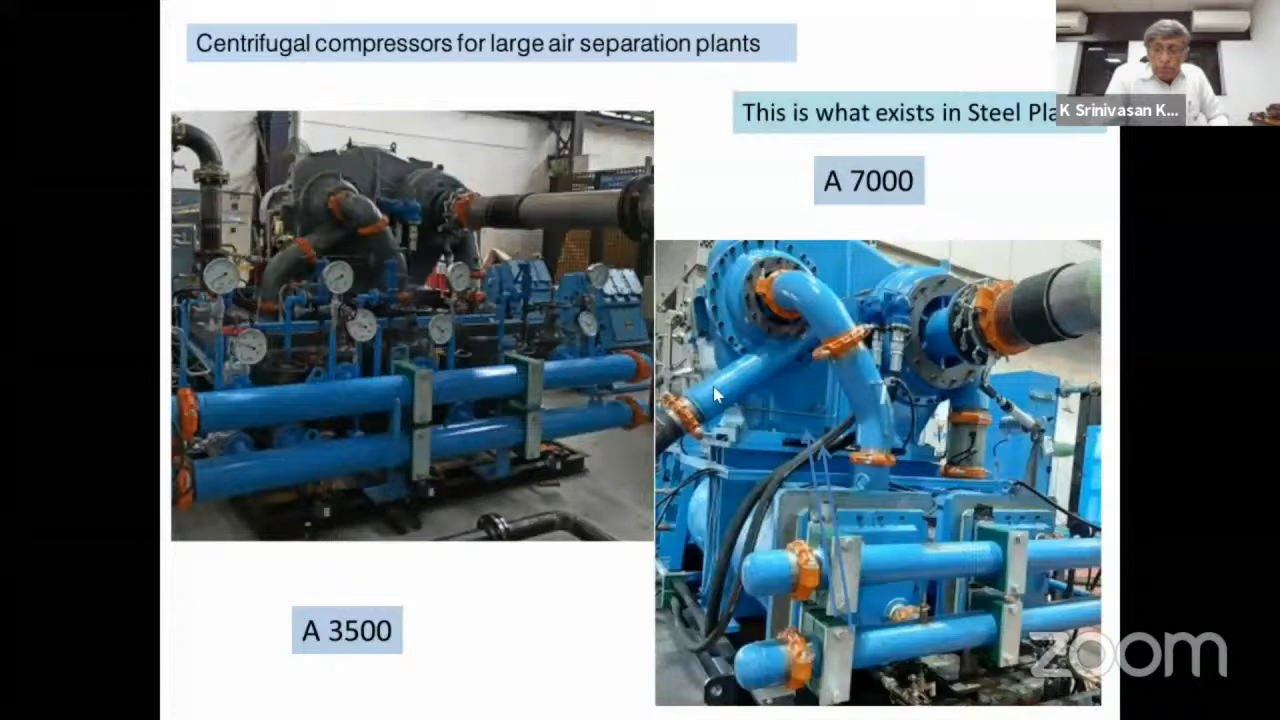 Centrifugal compressors for large air separation plants
This is what exists in Steel Pla
K Srinivasan K...
A 7000
A 3500
zoom